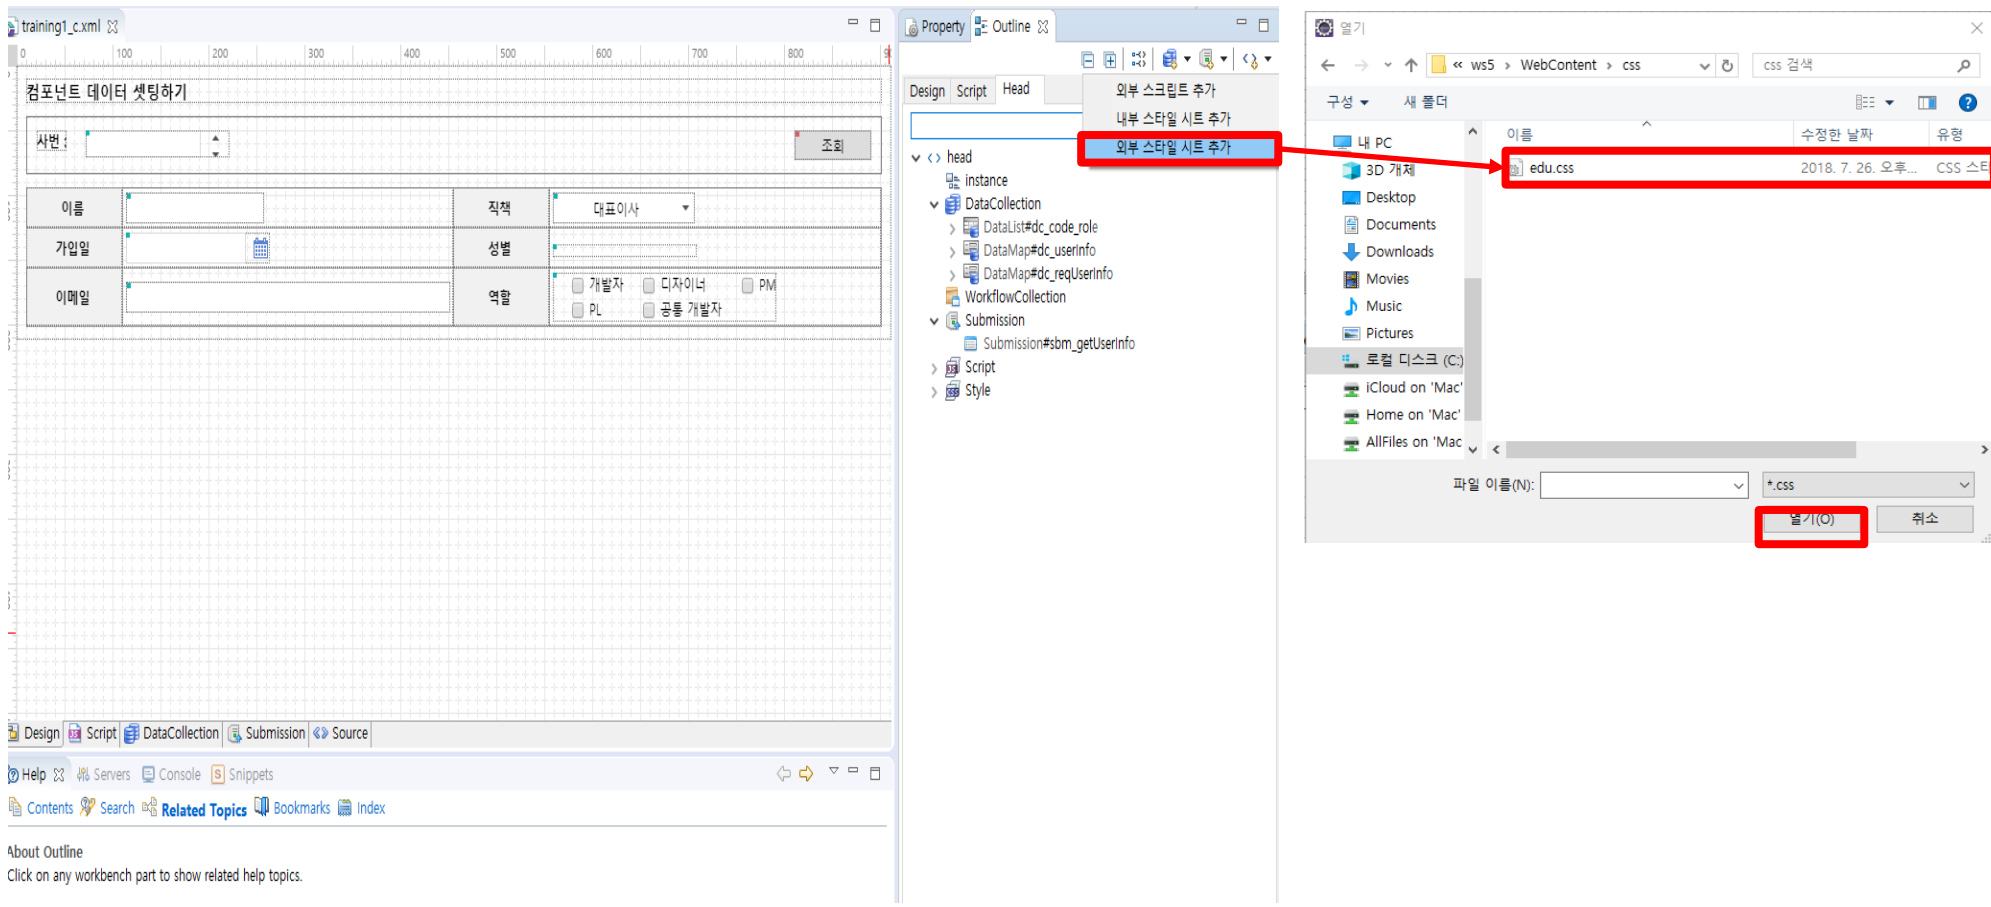 training1_c.xml
0 100 200 300 400 500 600 700 800
컴포넌트 데이터 셋팅하기
사번 :
조회
이름
직책
대표이사
가입일
성별
이메일
역할
개발자 디자이너 PM
PL 공통 개발자
Design Script DataCollection Submission Source
Help Servers Console Snippets
Contents Search Related Topics Bookmarks Index
About Outline
Click on any workbench part to show related help topics.
Property Outline
Design Script Head
외부 스크립트 추가
내부 스타일 시트 추가
외부 스타일 시트 추가
head
instance
DataCollection
DataList#dc_code_role
DataMap#dc_userInfo
DataMap#dc_reqUserInfo
WorkflowCollection
Submission
Submission#sbm_getUserInfo
Script
Style
열기
« ws5 › WebContent › css
css 검색
구성 새 폴더
이름 수정한 날짜 유형
edu.css 2018. 7. 26. 오후... CSS 스타
내 PC
3D 개체
Desktop
Documents
Downloads
Movies
Music
Pictures
로컬 디스크 (C:)
iCloud on 'Mac'
Home on 'Mac'
AllFiles on 'Mac
파일 이름(N):
*.css
열기(O) 취소